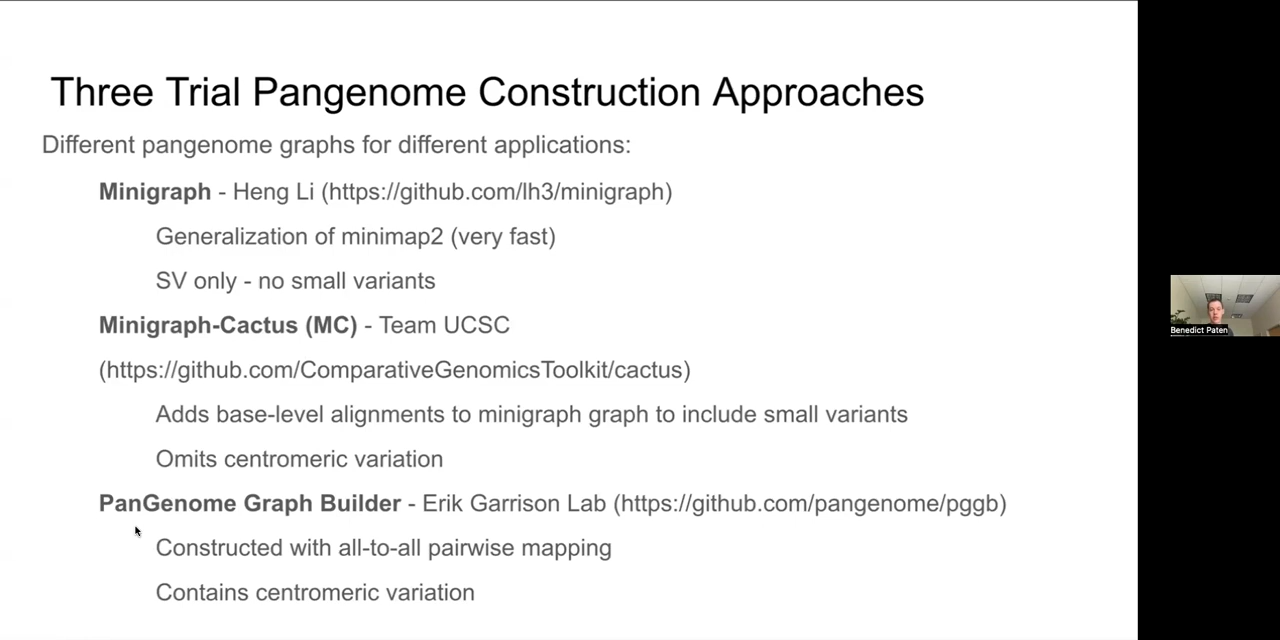 Three Trial Pangenome Construction Approaches
Different pangenome graphs for different applications:
Minigraph - Heng Li (https://github.com/lh3/minigraph)
Generalization of minimap2 (very fast)
SV only - no small variants
Minigraph-Cactus (MC) - Team UCSC
(https://github.com/ComparativeGenomicsToolkit/cactus)
Adds base-level alignments to minigraph graph to include small variants
Omits centromeric variation
PanGenome Graph Builder - Erik Garrison Lab (https://github.com/pangenome/pggb)
Constructed with all-to-all pairwise mapping
Contains centromeric variation
Benedict Paten